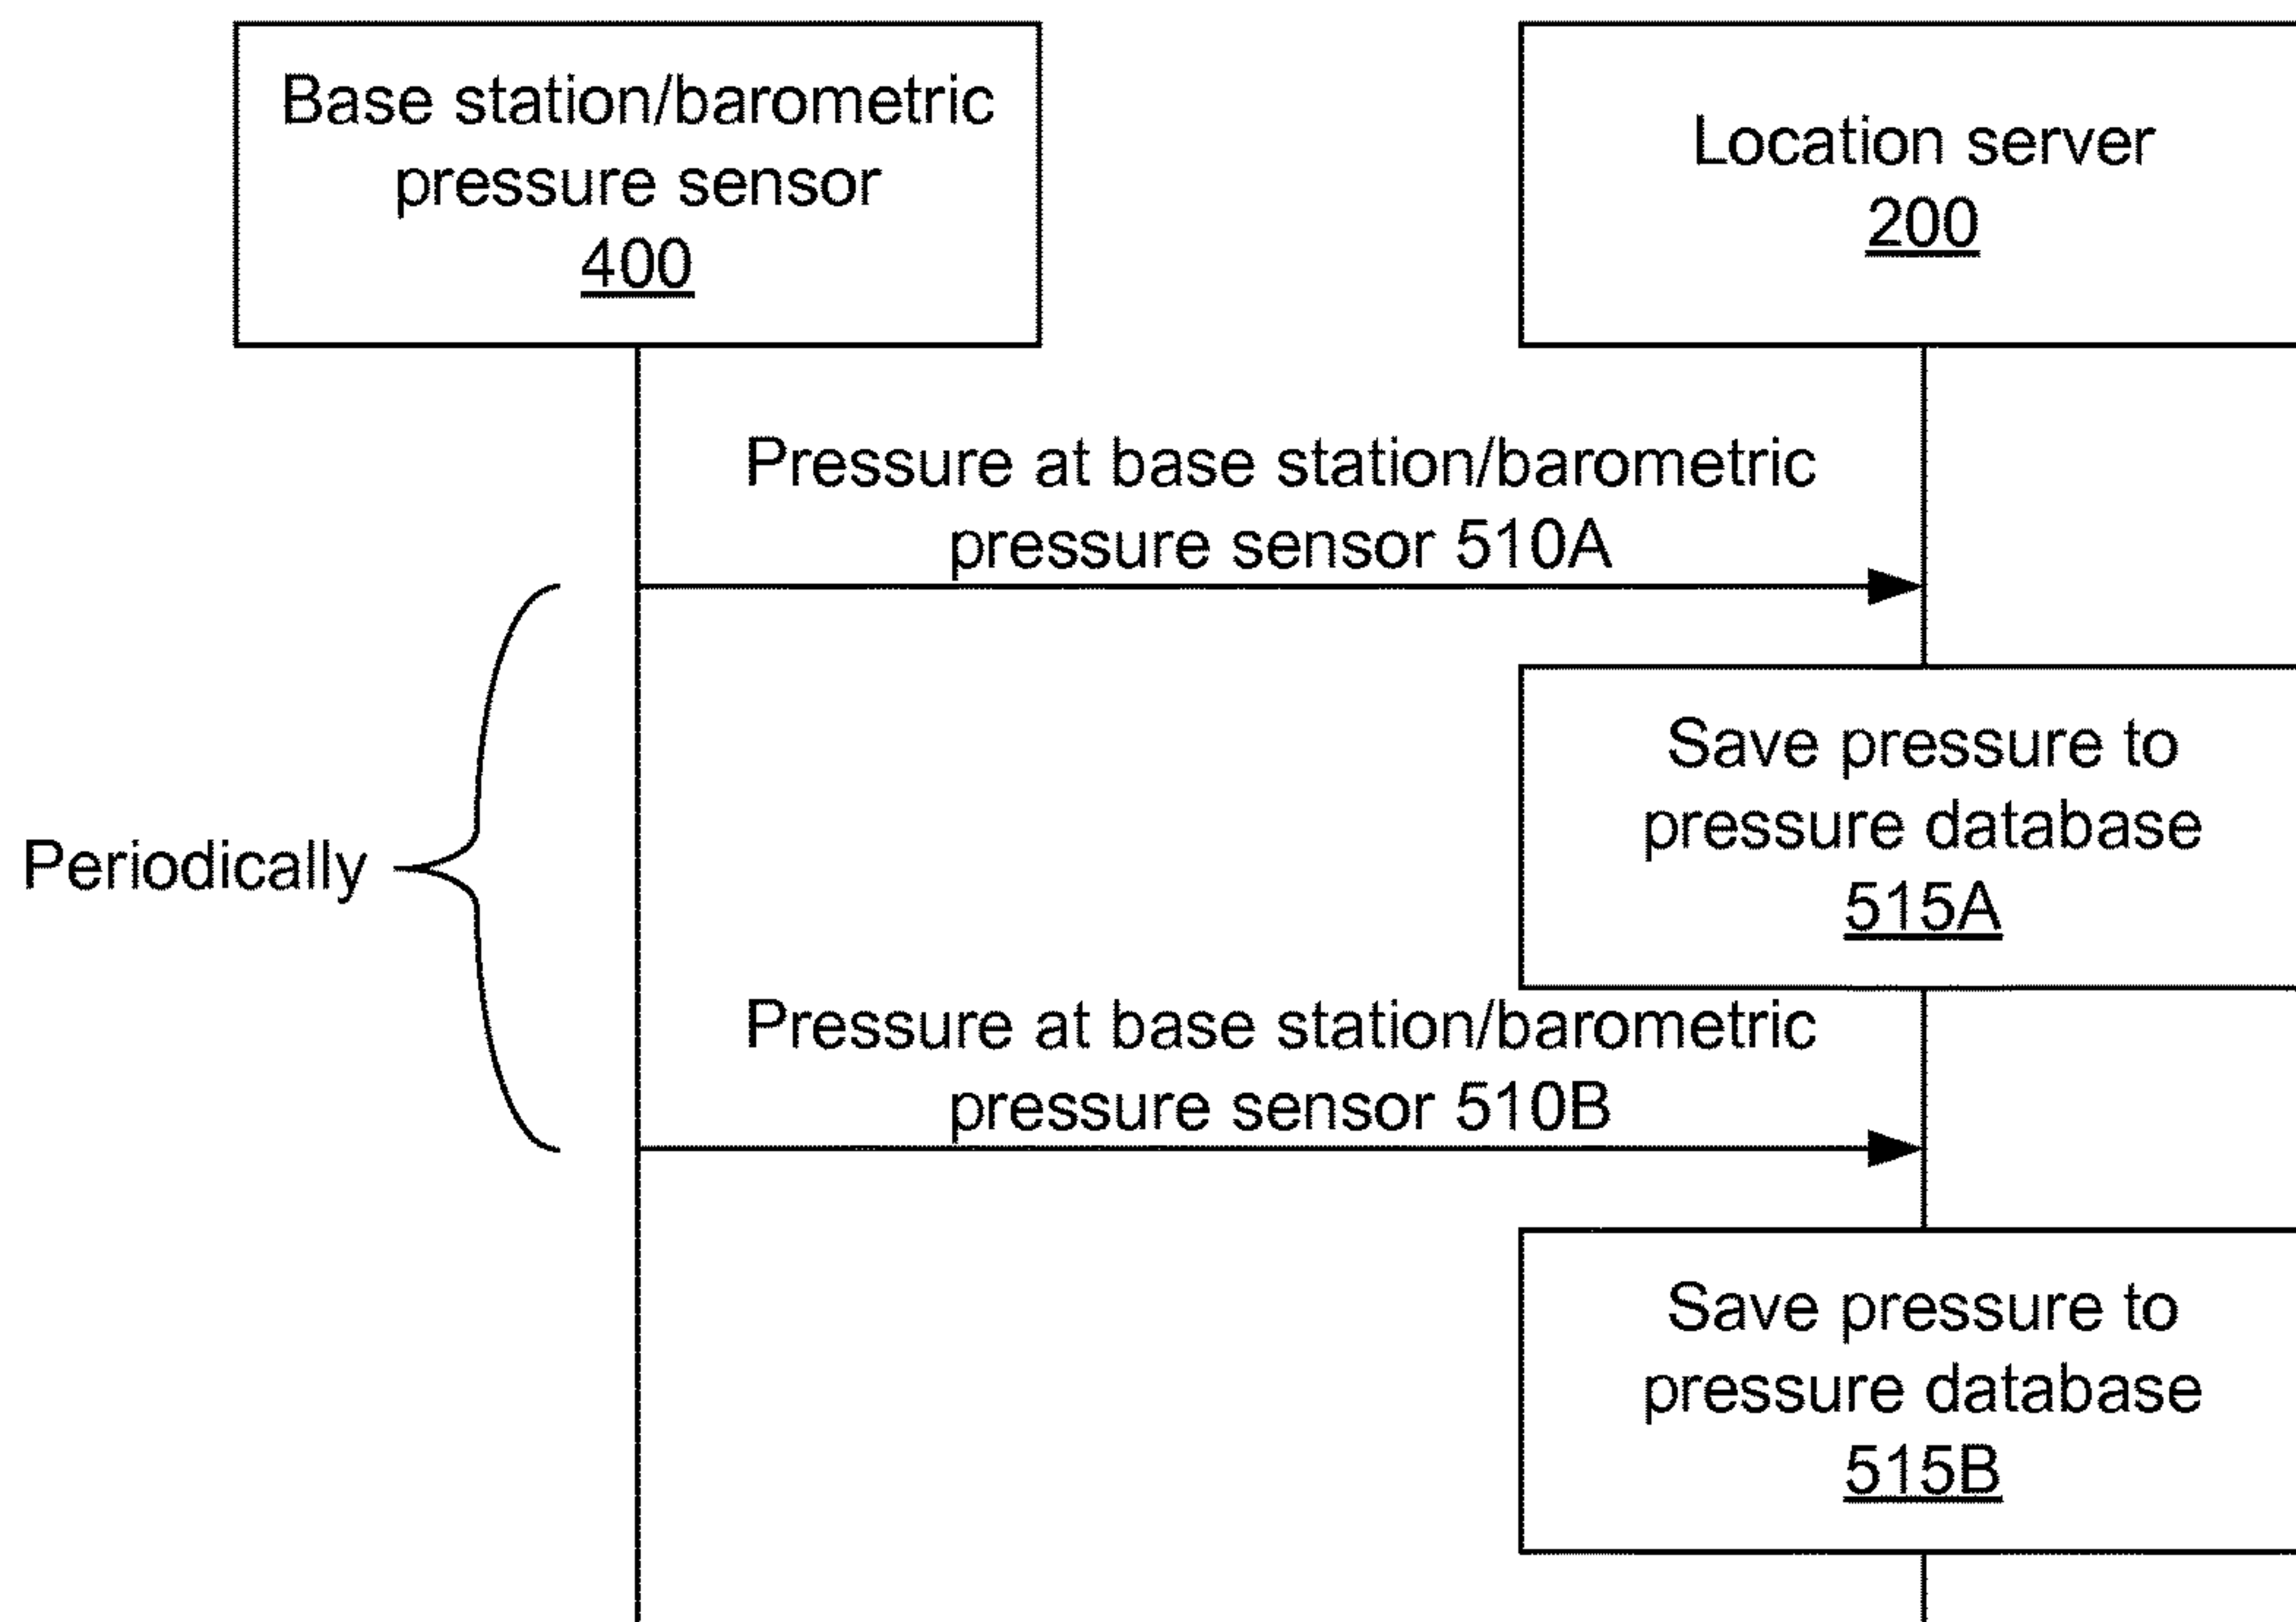 Base station/barometric
pressure sensor
400
Location server
200
Pressure at base station/barometric
pressure sensor 510A
Save pressure to
pressure database
515A
Periodically
Pressure at base station/barometric
pressure sensor 510B
Save pressure to
pressure database
515B